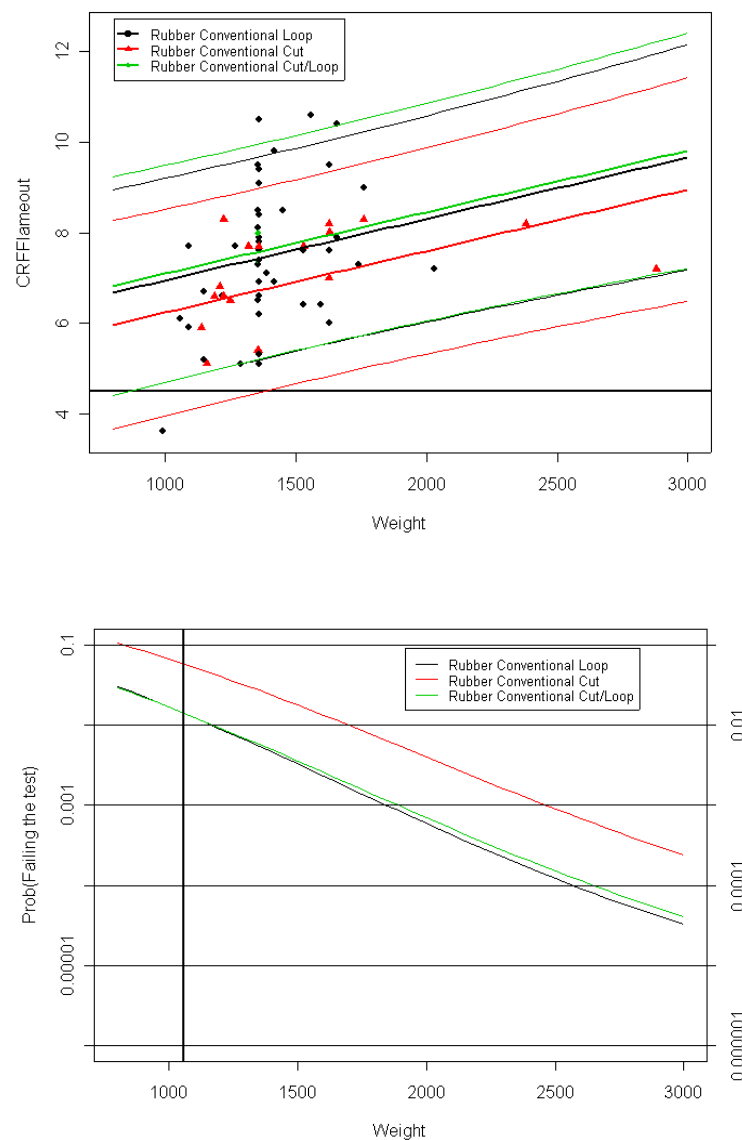 Rubber Conventional Loop
Rubber Conventional Cut
Rubber Conventional Cut/Loop
12
10
8
6
4
CRFFlameout
1000
1500
2000
2500
3000
Weight
Rubber Conventional Loop
Rubber Conventional Cut
Rubber Conventional Cut/Loop
0.1
0.001
0.00001
Prob(Failing the test)
0.01
0.0001
0.000001
1000
1500
2000
2500
3000
Weight